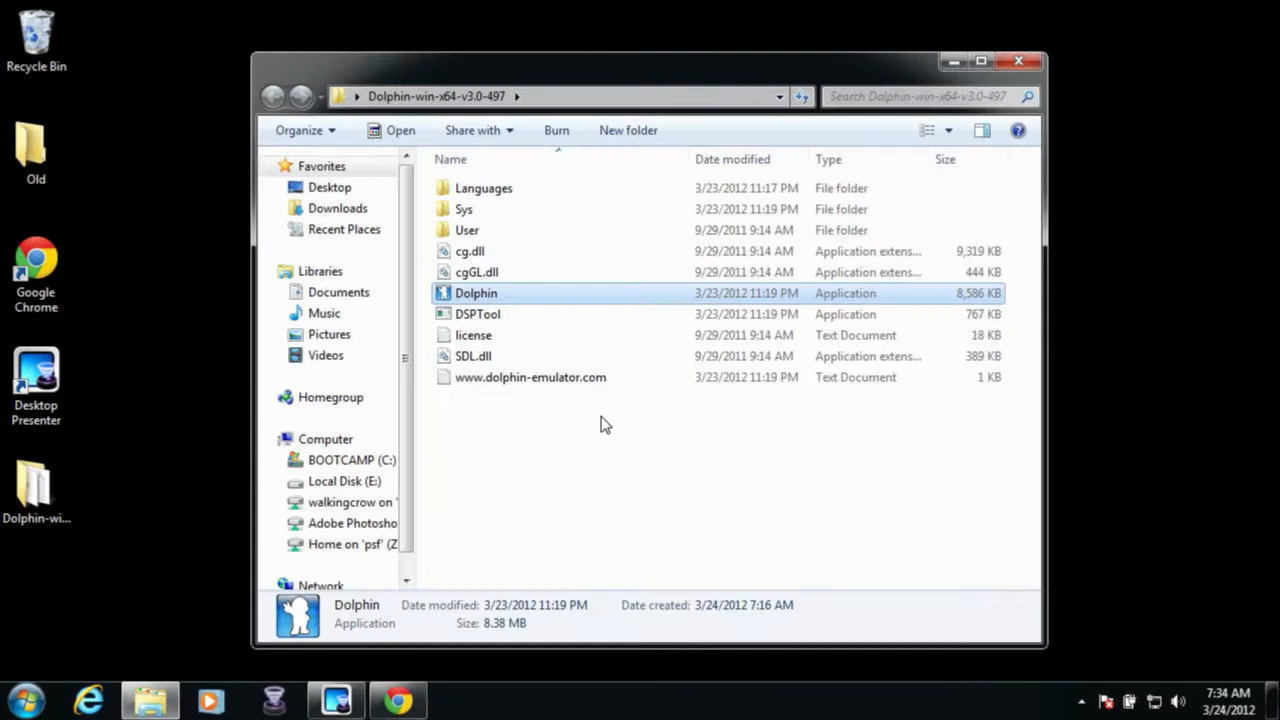 Recycle Bin
Old
Google
Chrome
Desktop
Presenter
Dolphin-wi...
Dolphin-win-x64-v3.0-497
Search Dolphin-win-x64-v3.0-497
Organize
Open
Share with
Burn
New folder
Favorites
Desktop
Downloads
Recent Places
Libraries
Documents
Music
Pictures
Videos
Homegroup
Computer
BOOTCAMP (C:)
Local Disk (E:)
walkingcrow on '
Adobe Photosho
Home on 'psf' (Z
Network
Name Date modified Type Size
Languages 3/23/2012 11:17 PM File folder
Sys 3/23/2012 11:19 PM File folder
User 9/29/2011 9:14 AM File folder
cg.dll 9/29/2011 9:14 AM Application extens... 9,319 KB
cgGL.dll 9/29/2011 9:14 AM Application extens... 444 KB
Dolphin 3/23/2012 11:19 PM Application 8,586 KB
DSPTool 3/23/2012 11:19 PM Application 767 KB
license 9/29/2011 9:14 AM Text Document 18 KB
SDL.dll 9/29/2011 9:14 AM Application extens... 389 KB
www.dolphin-emulator.com 3/23/2012 11:19 PM Text Document 1 KB
Dolphin Date modified: 3/23/2012 11:19 PM Date created: 3/24/2012 7:16 AM
Application Size: 8.38 MB
7:34 AM
3/24/2012